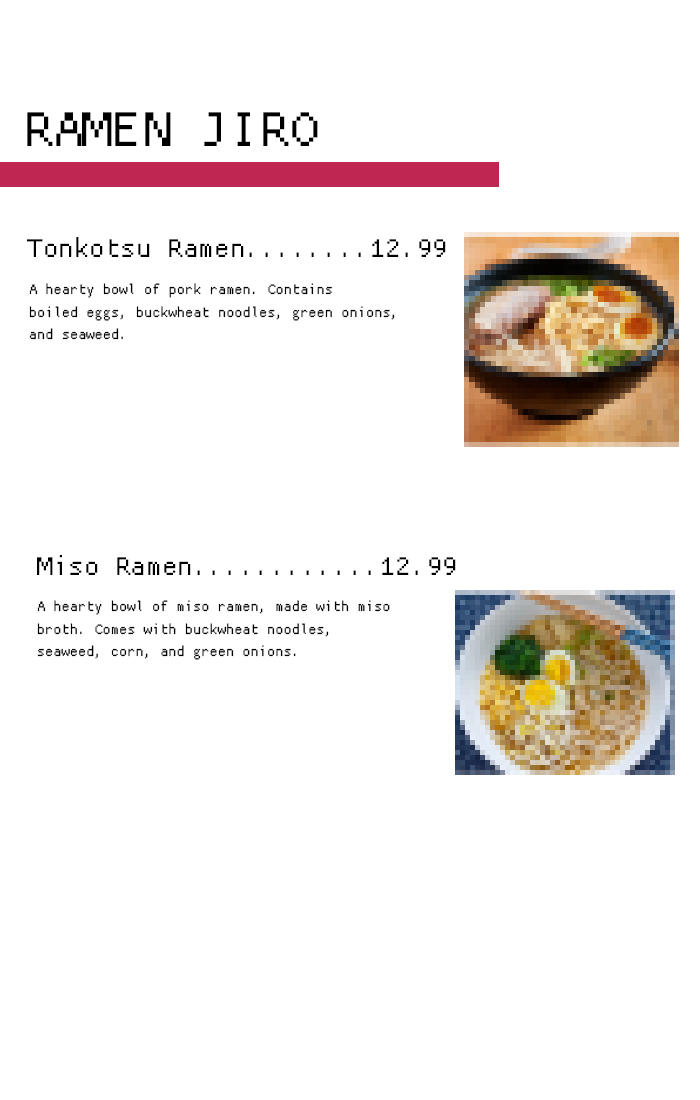 RAMEN JIRO
Tonkotsu Ramen........12.99
A hearty bowl of pork ramen. Contains
boiled eggs, buckwheat noodles, green onions,
and seaweed.
Miso Ramen............12.99
A hearty bowl of miso ramen, made with miso
broth. Comes with buckwheat noodles,
seaweed, corn, and green onions.